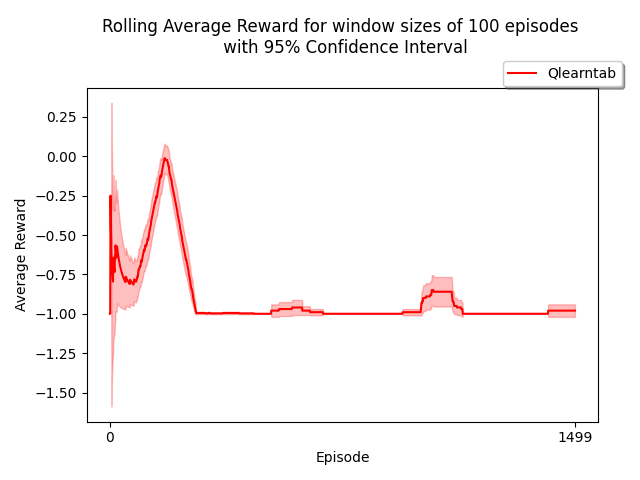 Rolling Average Reward for window sizes of 100 episodes
with 95% Confidence Interval
Qlearntab
0.25
0.00
−0.25
−0.50
−0.75
−1.00
−1.25
−1.50
Average Reward
0
1499
Episode